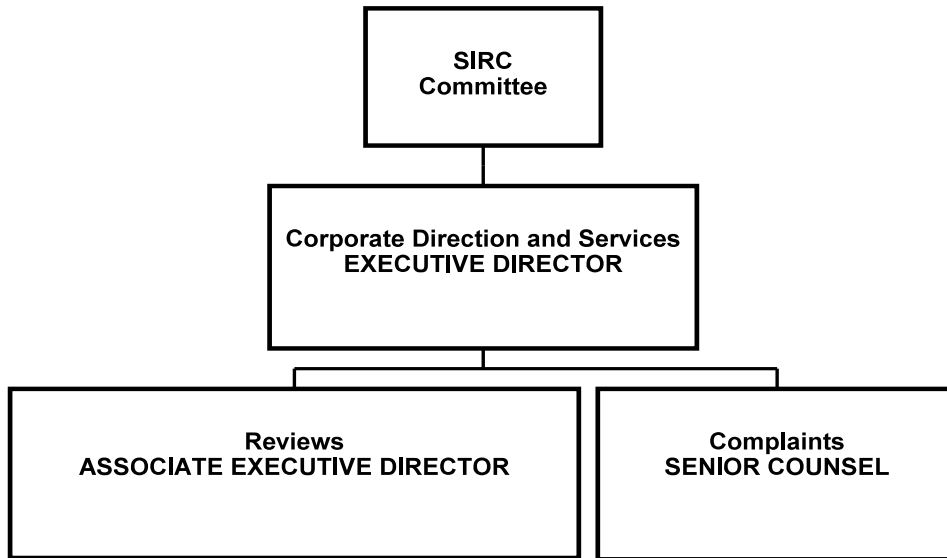 SIRC
Committee
Corporate Direction and Services
EXECUTIVE DIRECTOR
Reviews
ASSOCIATE EXECUTIVE DIRECTOR
Complaints
SENIOR COUNSEL